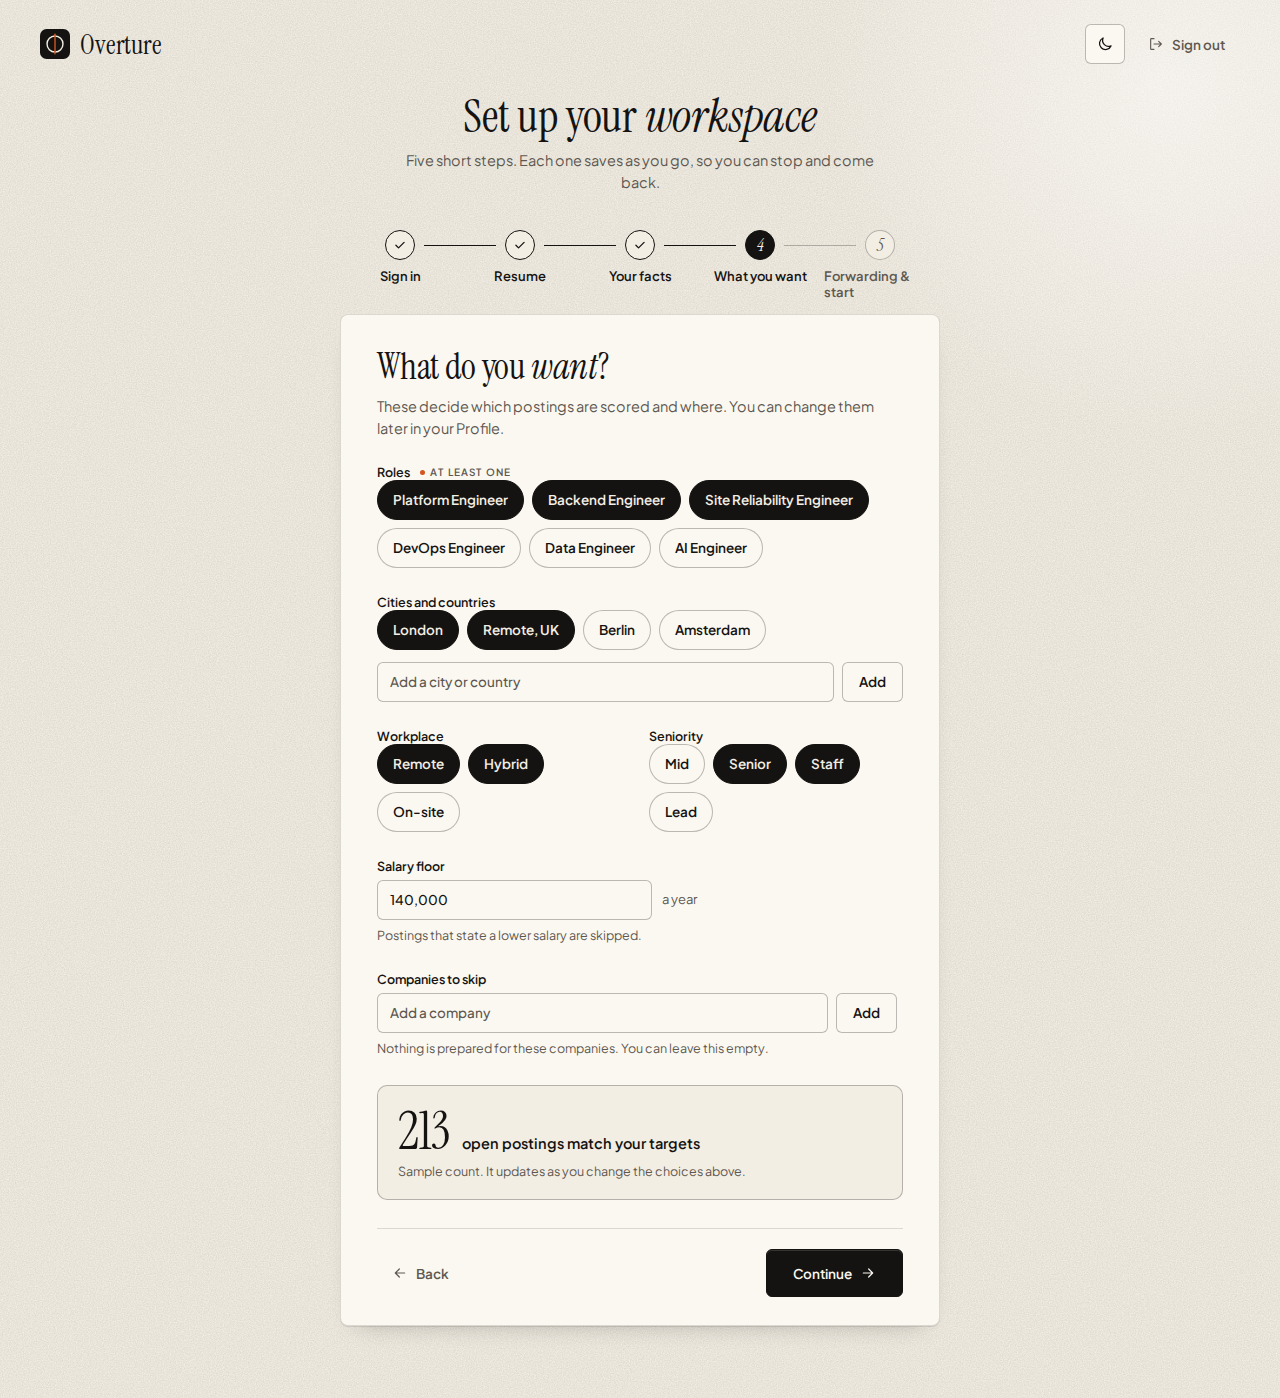 Overture
Sign out
Set up your workspace
Five short steps. Each one saves as you go, so you can stop and come
back.
4
5
Sign in
Resume
Your facts
What you want
Forwarding &
start
What do you want?
These decide which postings are scored and where. You can change them
later in your Profile.
Roles AT LEAST ONE
Platform Engineer
Backend Engineer
Site Reliability Engineer
DevOps Engineer
Data Engineer
AI Engineer
Cities and countries
London
Remote, UK
Berlin
Amsterdam
Add a city or country
Add
Workplace
Remote
Hybrid
On-site
Seniority
Mid
Senior
Staff
Lead
Salary floor
140,000
a year
Postings that state a lower salary are skipped.
Companies to skip
Add a company
Add
Nothing is prepared for these companies. You can leave this empty.
213 open postings match your targets
Sample count. It updates as you change the choices above.
Back
Continue